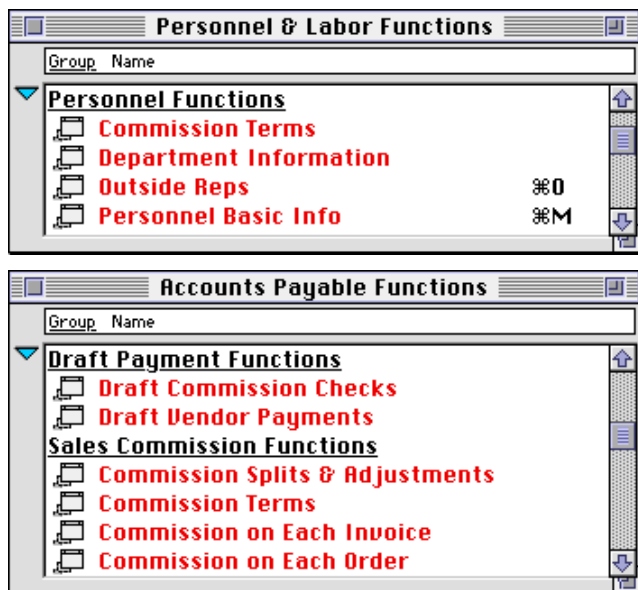 Personnel & Labor Functions
Group Name
Personnel Functions
Commission Terms
Department Information
Outside Reps ⌘O
Personnel Basic Info ⌘M
Accounts Payable Functions
Group Name
Draft Payment Functions
Draft Commission Checks
Draft Vendor Payments
Sales Commission Functions
Commission Splits & Adjustments
Commission Terms
Commission on Each Invoice
Commission on Each Order